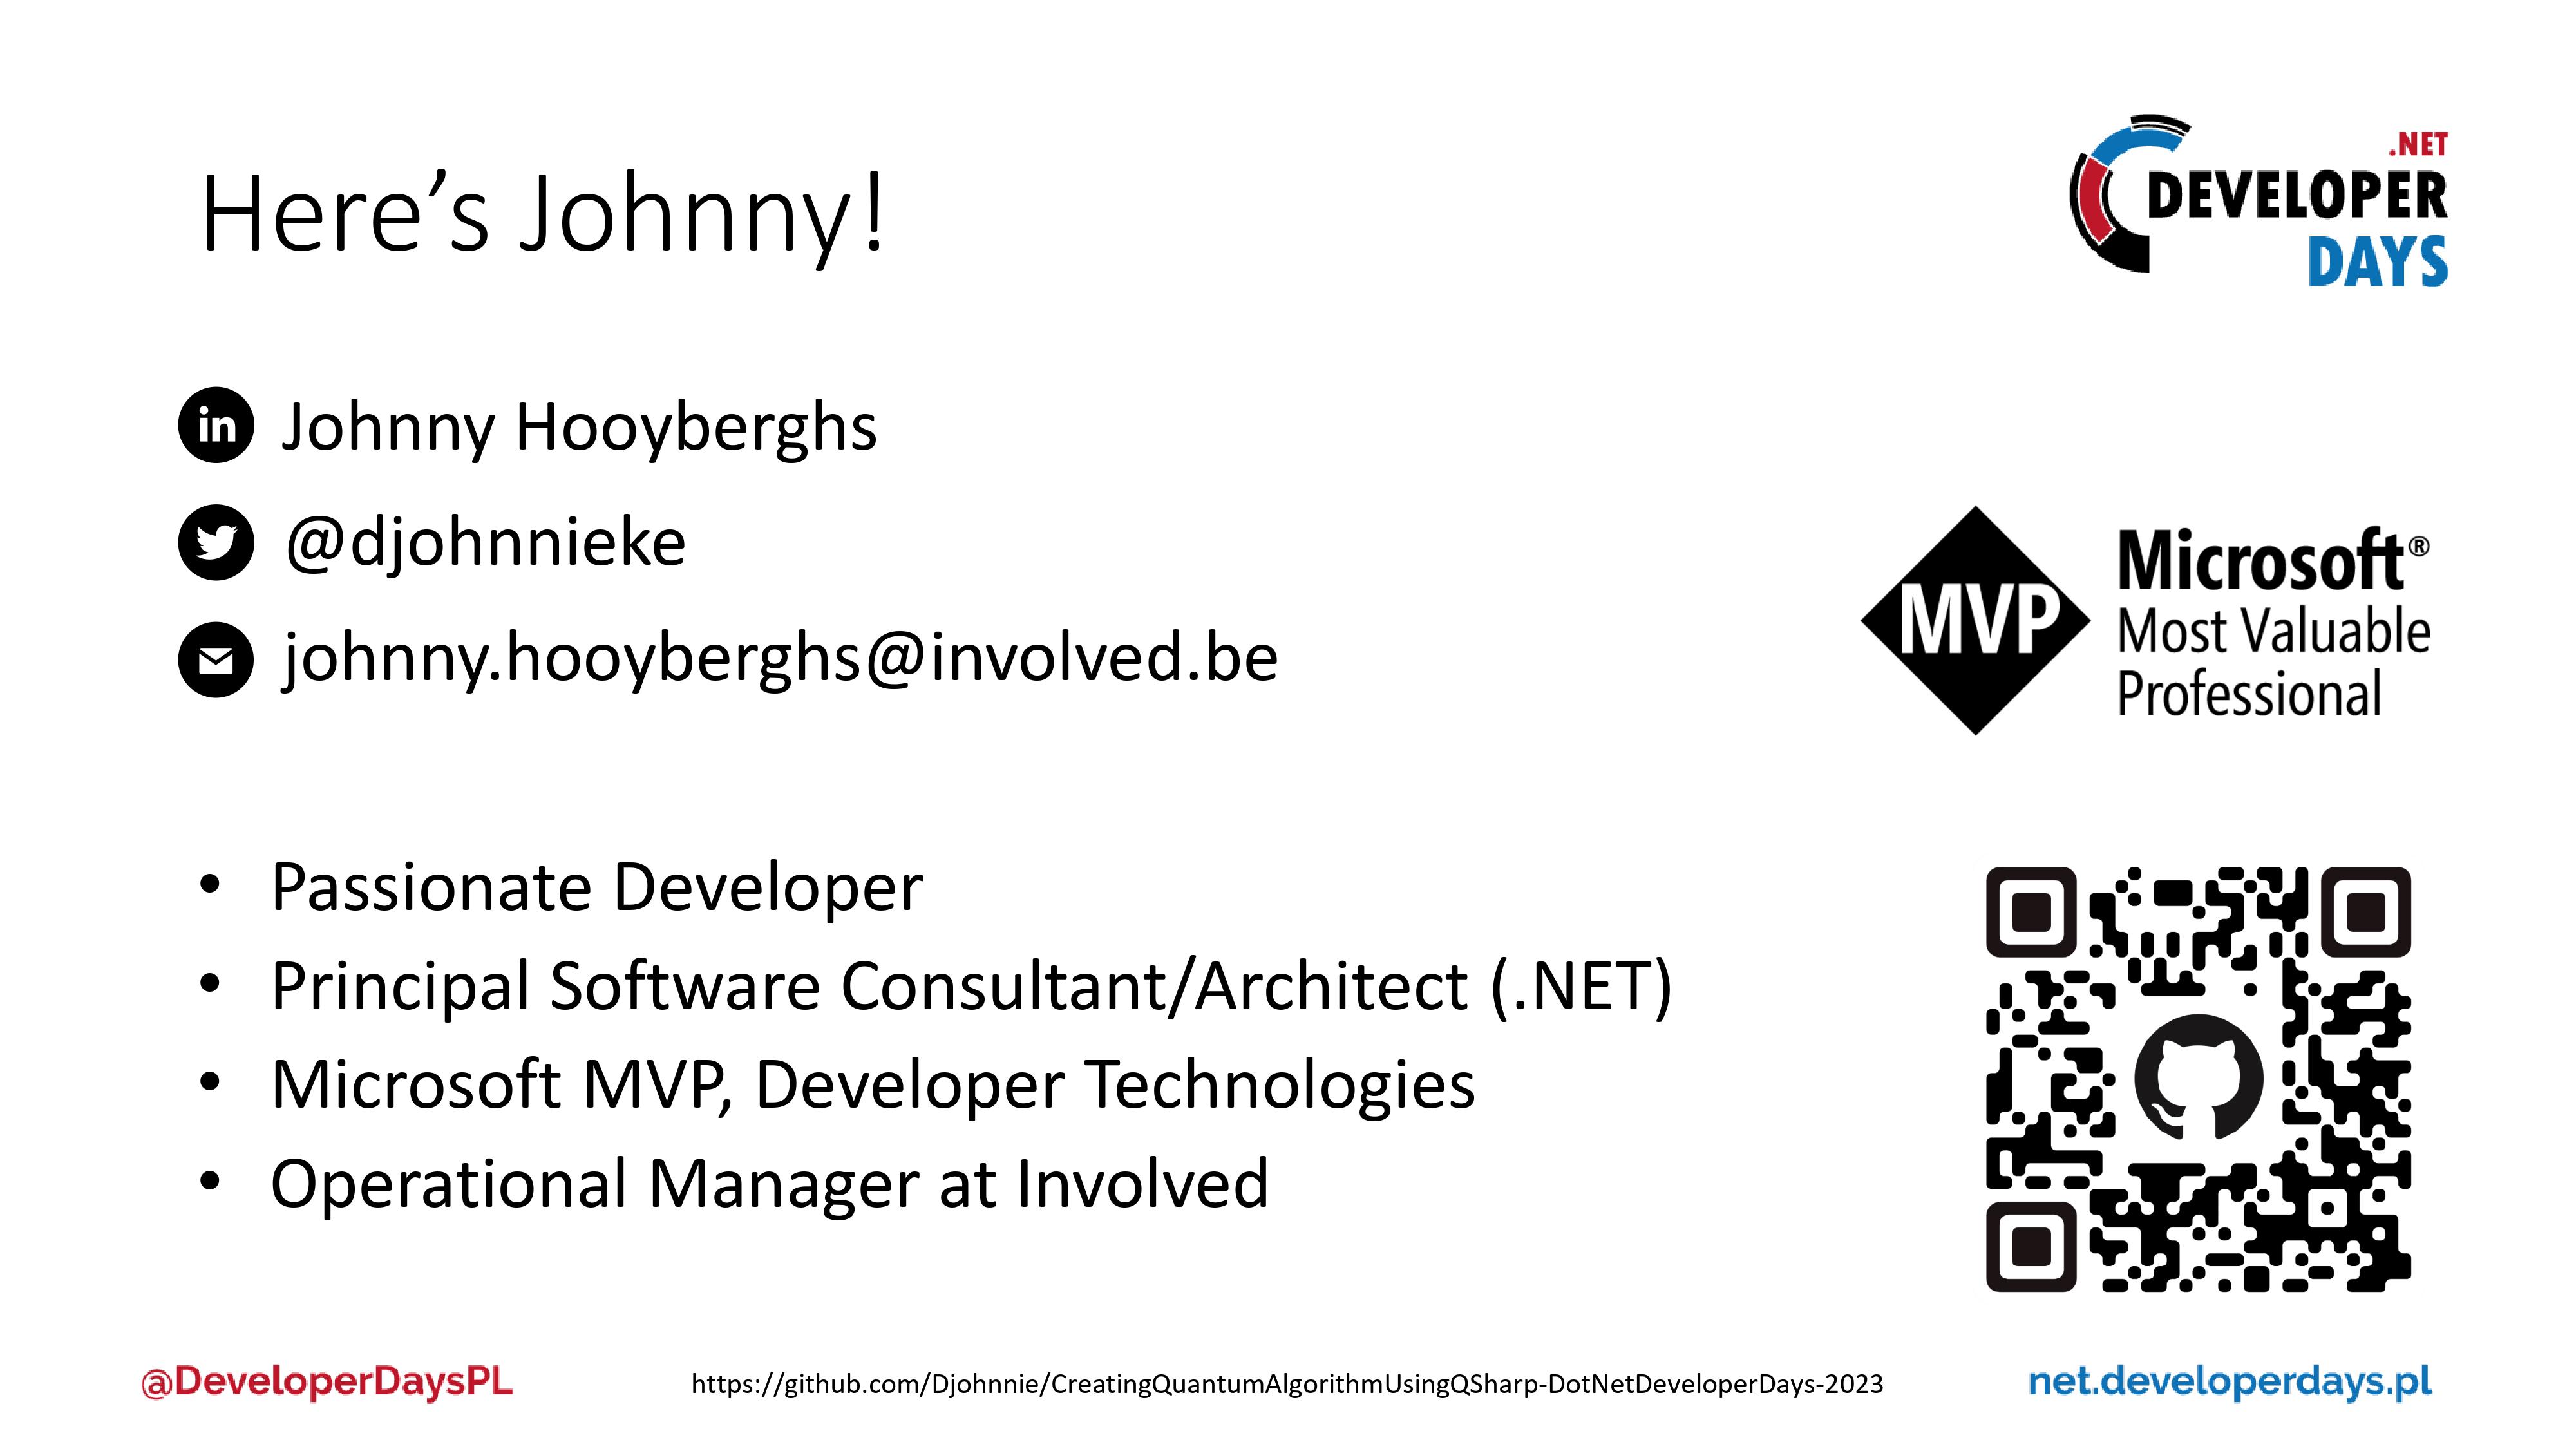 Here’s Johnny!
.NET
DEVELOPER
DAYS
in Johnny Hooyberghs
@djohnnieke
johnny.hooyberghs@involved.be
MVP
Microsoft®
Most Valuable
Professional
• Passionate Developer
• Principal Software Consultant/Architect (.NET)
• Microsoft MVP, Developer Technologies
• Operational Manager at Involved
@DeveloperDaysPL
https://github.com/Djohnnie/CreatingQuantumAlgorithmUsingQSharp-DotNetDeveloperDays-2023
net.developerdays.pl